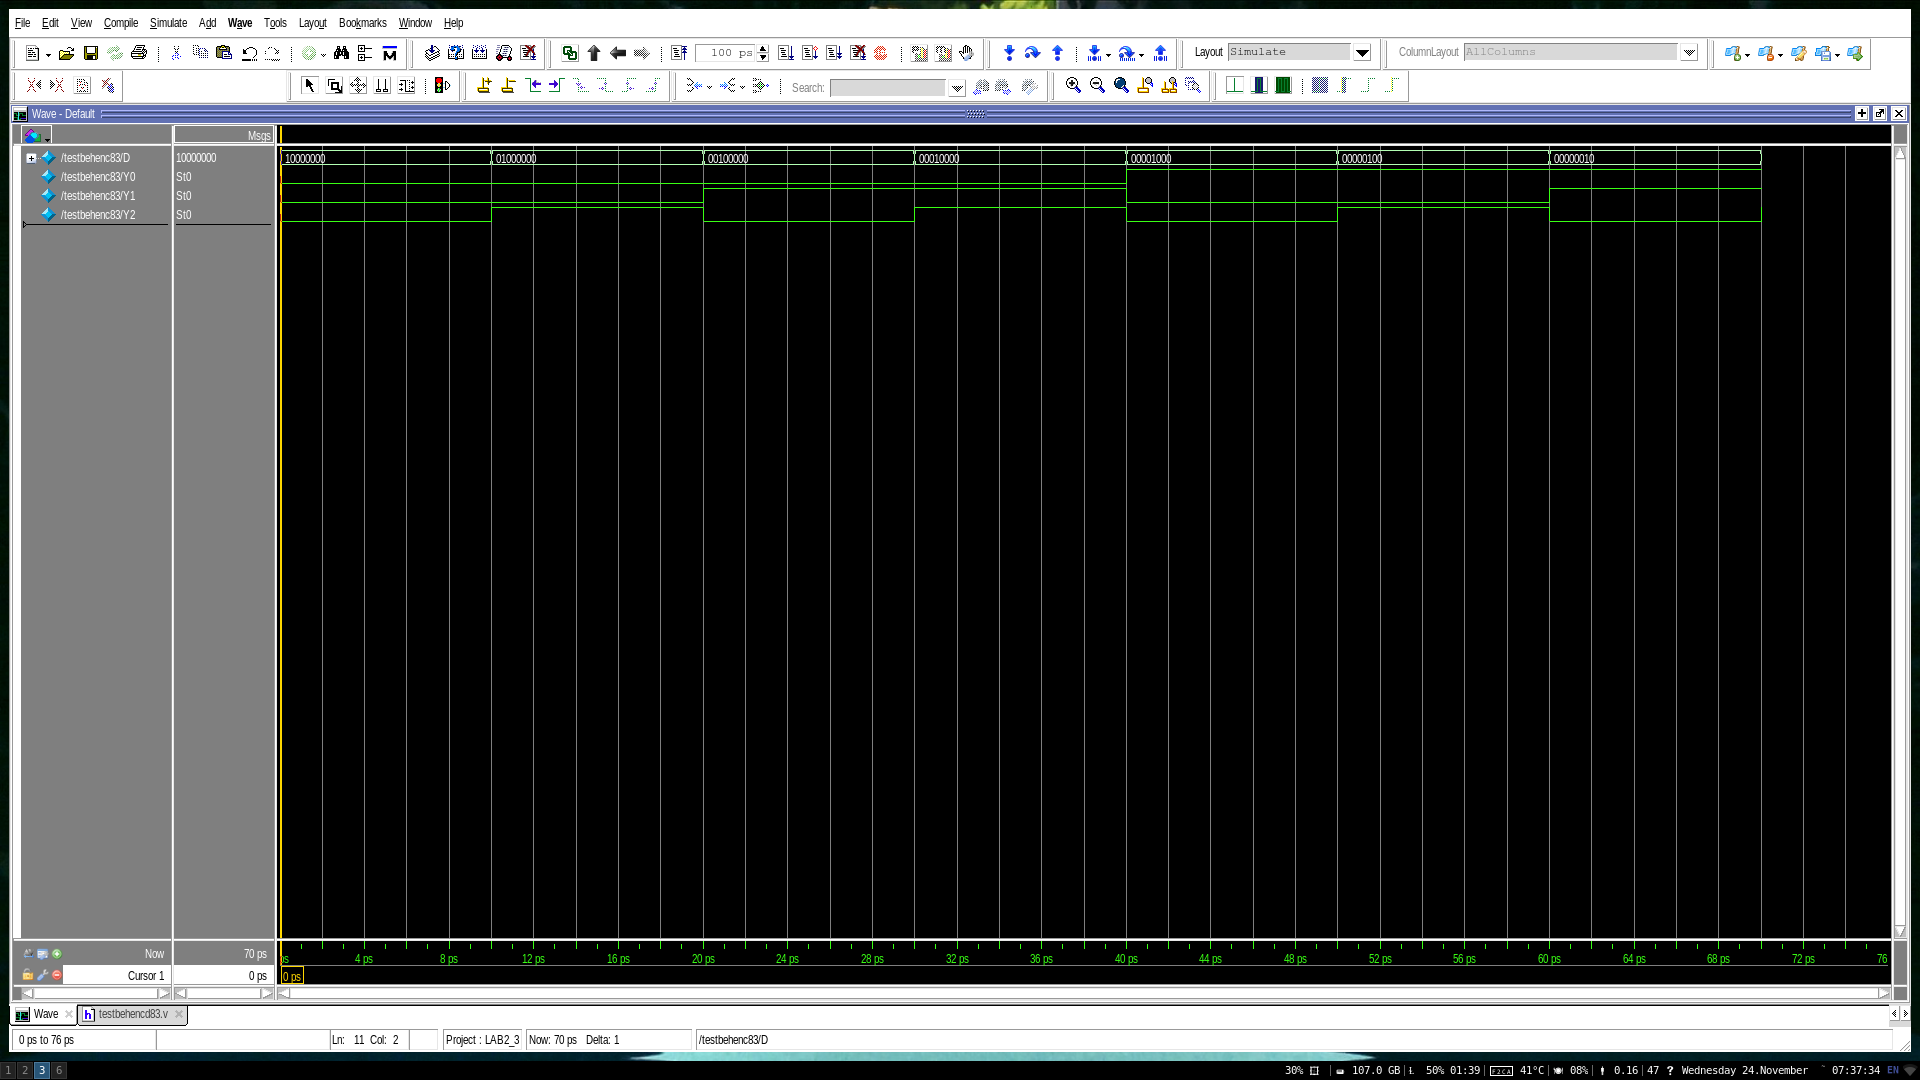 File Edit View Compile Simulate Add Wave Tools Layout Bookmarks Window Help
100 ps
Layout Simulate
ColumnLayout AllColumns
Search:
Wave - Default
Msgs
/testbehenc83/D 10000000 10000000 01000000 00100000 00010000 00001000 00000100 00000010
/testbehenc83/Y0 St0
/testbehenc83/Y1 St0
/testbehenc83/Y2 St0
Now 70 ps
ps 4 ps 8 ps 12 ps 16 ps 20 ps 24 ps 28 ps 32 ps 36 ps 40 ps 44 ps 48 ps 52 ps 56 ps 60 ps 64 ps 68 ps 72 ps 76
Cursor 1 0 ps 0 ps
Wave testbehencd83.v
0 ps to 76 ps Ln: 11 Col: 2 Project : LAB2_3 Now: 70 ps Delta: 1 /testbehenc83/D
1 2 3 6 30% 107.0 GB 50% 01:39 41°C 08% 0.16 47 ? Wednesday 24.November 07:37:34 EN